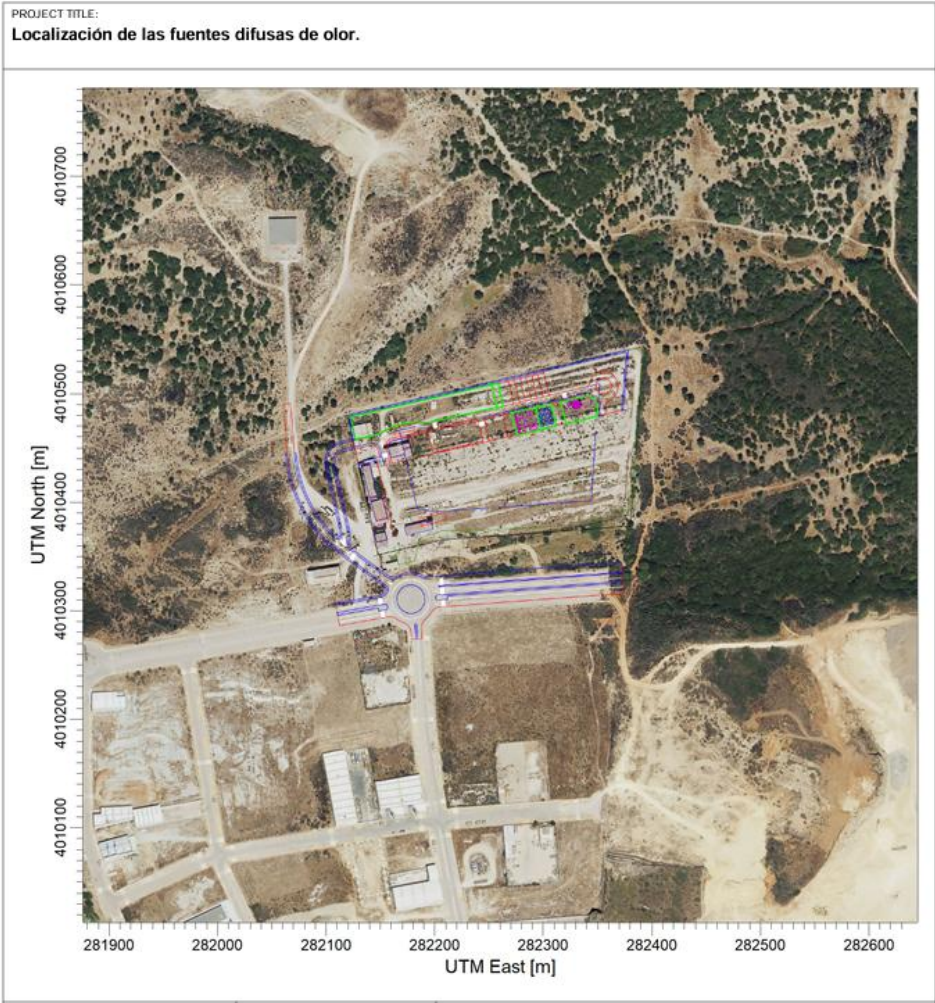 PROJECT TITLE:
Localización de las fuentes difusas de olor.
UTM North [m]
4010700
4010600
4010500
4010400
4010300
4010200
4010100
281900 282000 282100 282200 282300 282400 282500 282600
UTM East [m]